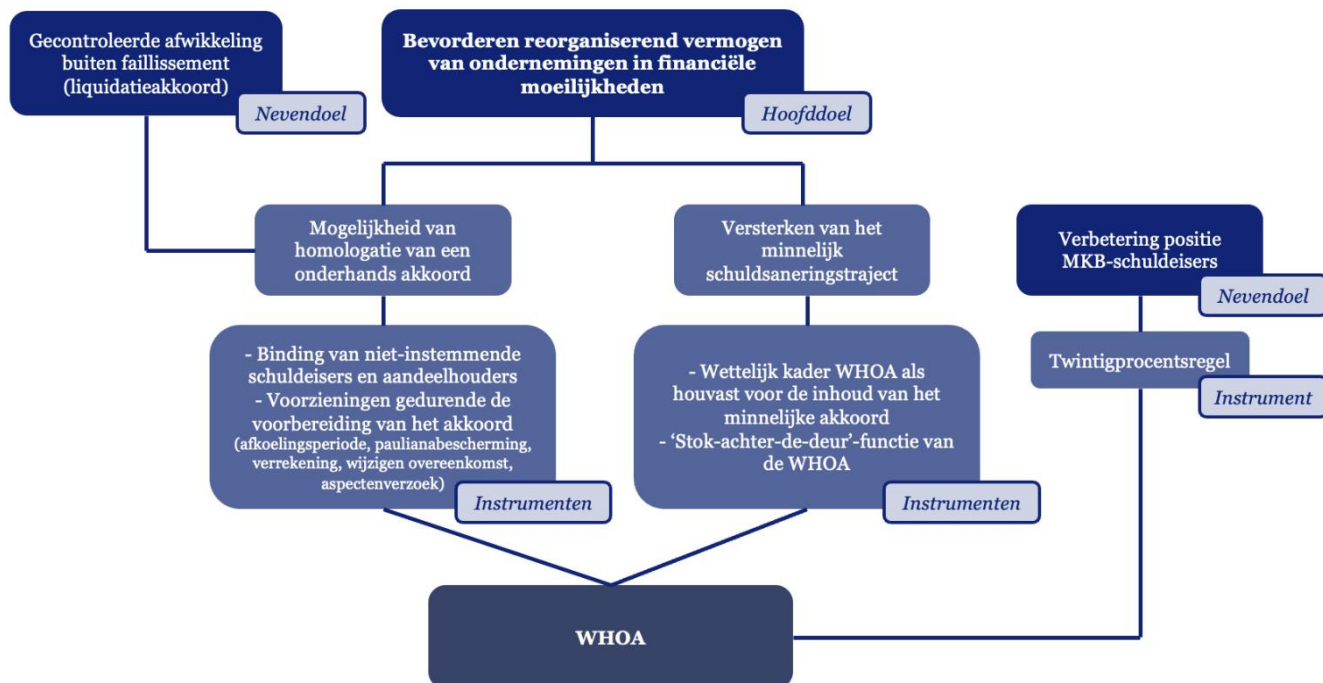 Gecontroleerde afwikkeling
buiten faillissement
(liquidatieakkoord)
Nevendoel
Bevorderen reorganiserend vermogen
van ondernemingen in financiële
moeilijkheden
Hoofddoel
Mogelijkheid van
homologatie van een
onderhands akkoord
Versterken van het
minnelijk
schuldsaneringstraject
Verbetering positie
MKB-schuldeisers
Nevendoel
- Binding van niet-instemmende
schuldeisers en aandeelhouders
- Voorzieningen gedurende de
voorbereiding van het akkoord
(afkoelingsperiode, paulianabescherming,
verrekening, wijzigen overeenkomst,
aspectenverzoek)
Instrumenten
- Wettelijk kader WHOA als
houvast voor de inhoud van het
minnelijke akkoord
- ‘Stok-achter-de-deur’-functie van
de WHOA
Instrumenten
Twintigprocentsregel
Instrument
WHOA